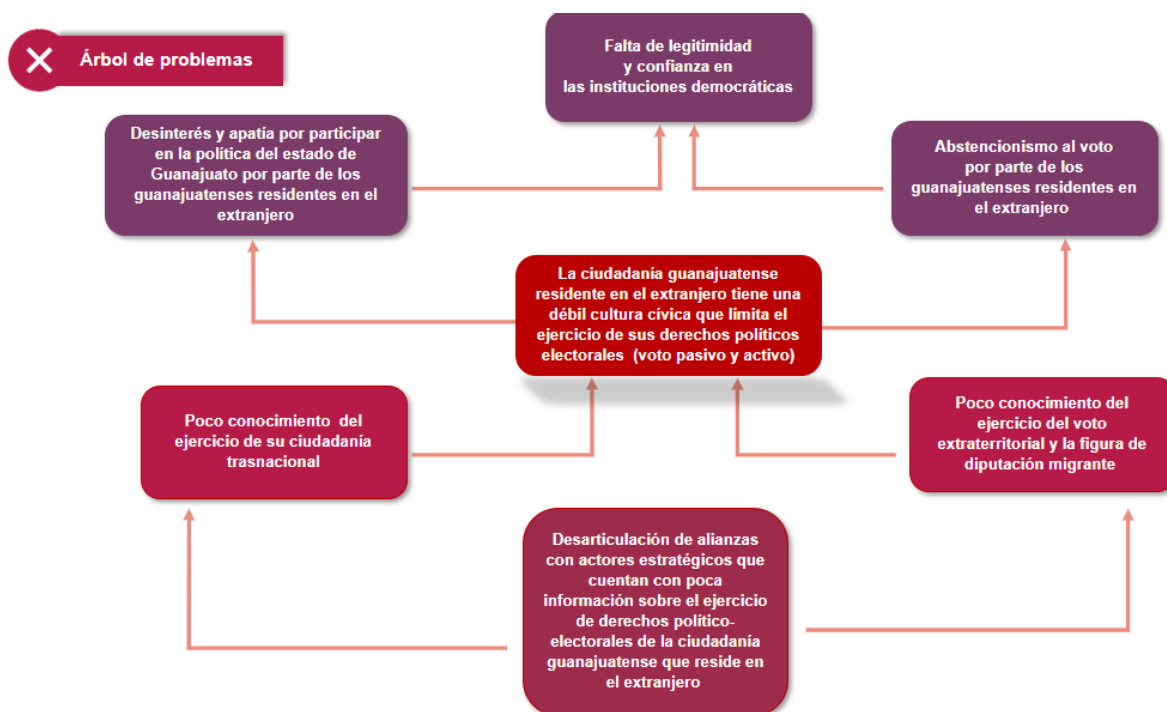 Árbol de problemas
Falta de legitimidad
y confianza en
las instituciones democráticas
Desinterés y apatía por participar
en la política del estado de
Guanajuato por parte de los
guanajuatenses residentes en el
extranjero
Abstencionismo al voto
por parte de los
guanajuatenses residentes en
el extranjero
La ciudadanía guanajuatense
residente en el extranjero tiene una
débil cultura cívica que limita el
ejercicio de sus derechos políticos
electorales (voto pasivo y activo)
Poco conocimiento del
ejercicio de su ciudadanía
trasnacional
Poco conocimiento del
ejercicio del voto
extraterritorial y la figura de
diputación migrante
Desarticulación de alianzas
con actores estratégicos que
cuentan con poca
información sobre el ejercicio
de derechos político-
electorales de la ciudadanía
guanajuatense que reside en
el extranjero